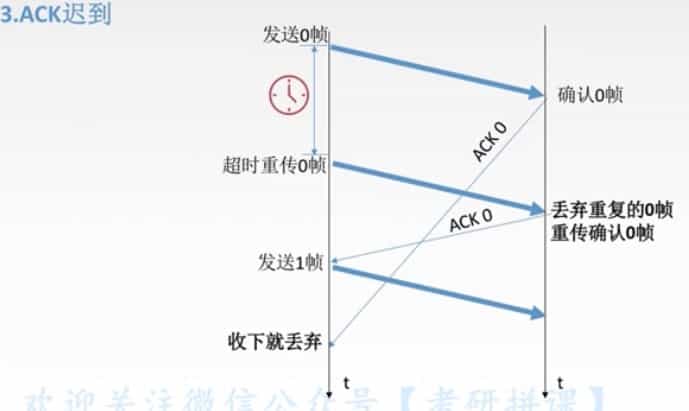 3.ACK迟到
发送0帧
确认0帧
ACK 0
超时重传0帧
丢弃重复的0帧
重传确认0帧
ACK 0
发送1帧
收下就丢弃
t
t
欢迎关注微信公众号【考研拼课】